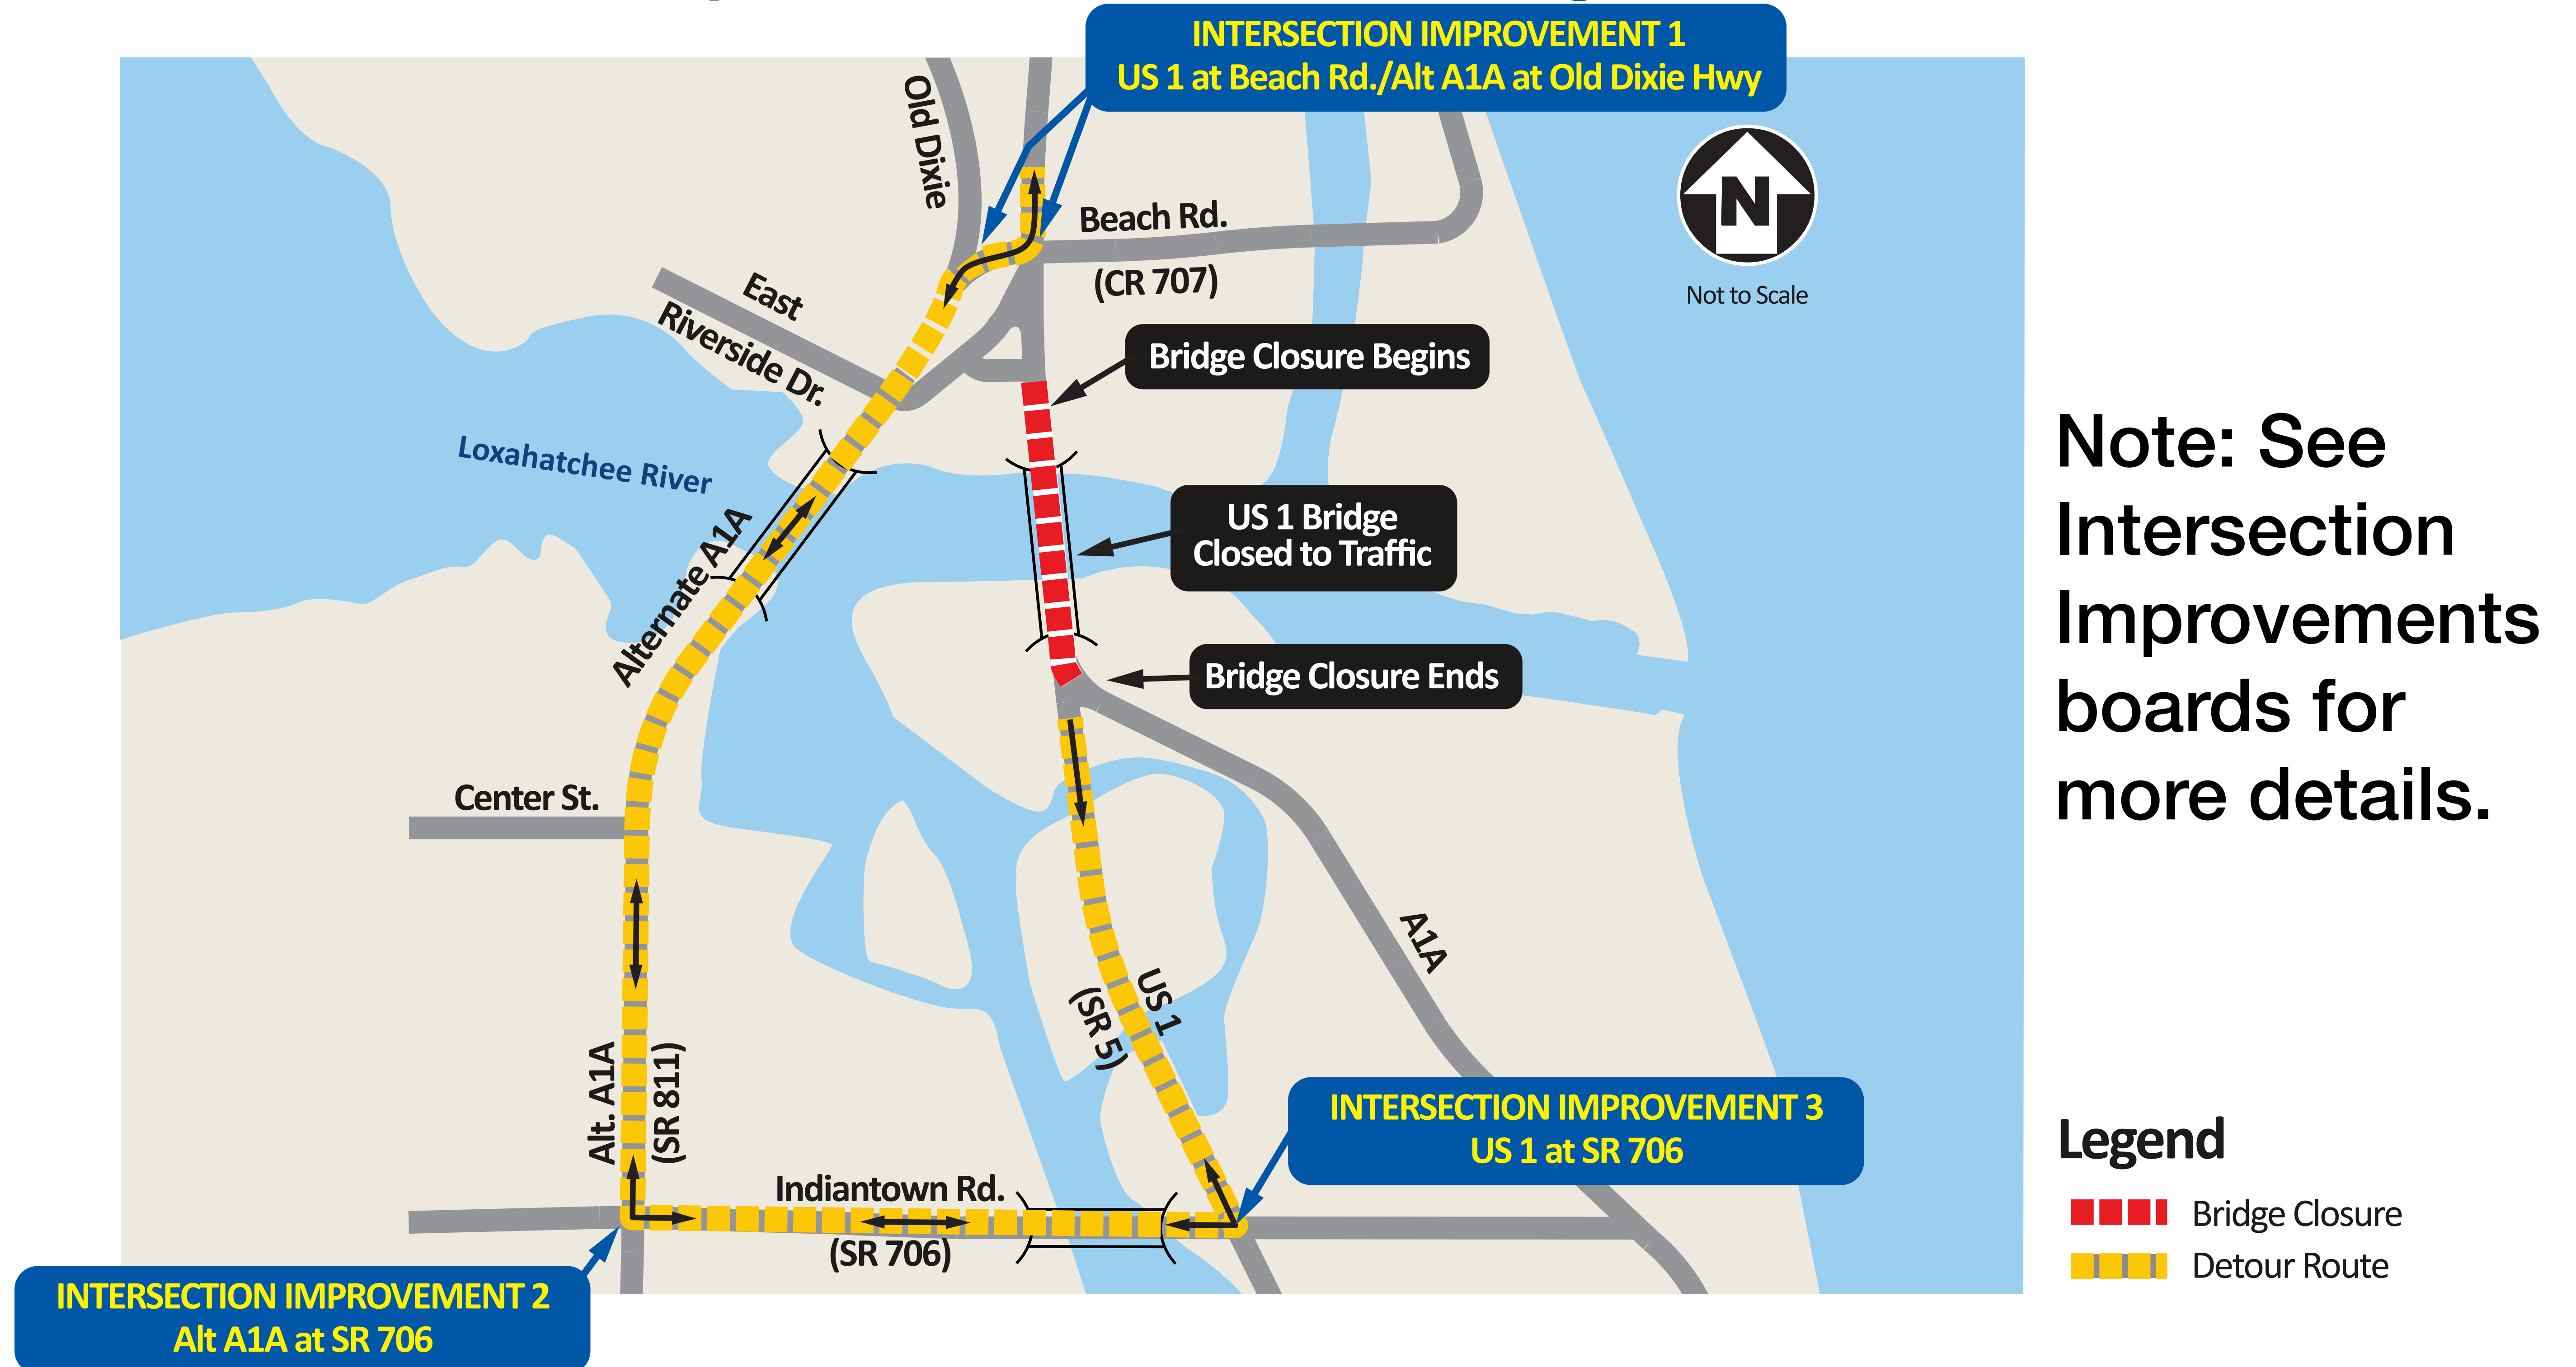 INTERSECTION IMPROVEMENT 1
US 1 at Beach Rd./Alt A1A at Old Dixie Hwy
Old Dixie
Beach Rd.
(CR 707)
N
Not to Scale
East
Riverside Dr.
Bridge Closure Begins
Loxahatchee River
US 1 Bridge
Closed to Traffic
Alternate A1A
Bridge Closure Ends
Note: See
Intersection
Improvements
boards for
more details.
Center St.
A1A
US 1
(SR 5)
Alt. A1A
(SR 811)
INTERSECTION IMPROVEMENT 3
US 1 at SR 706
Indiantown Rd.
(SR 706)
INTERSECTION IMPROVEMENT 2
Alt A1A at SR 706
Legend
Bridge Closure
Detour Route